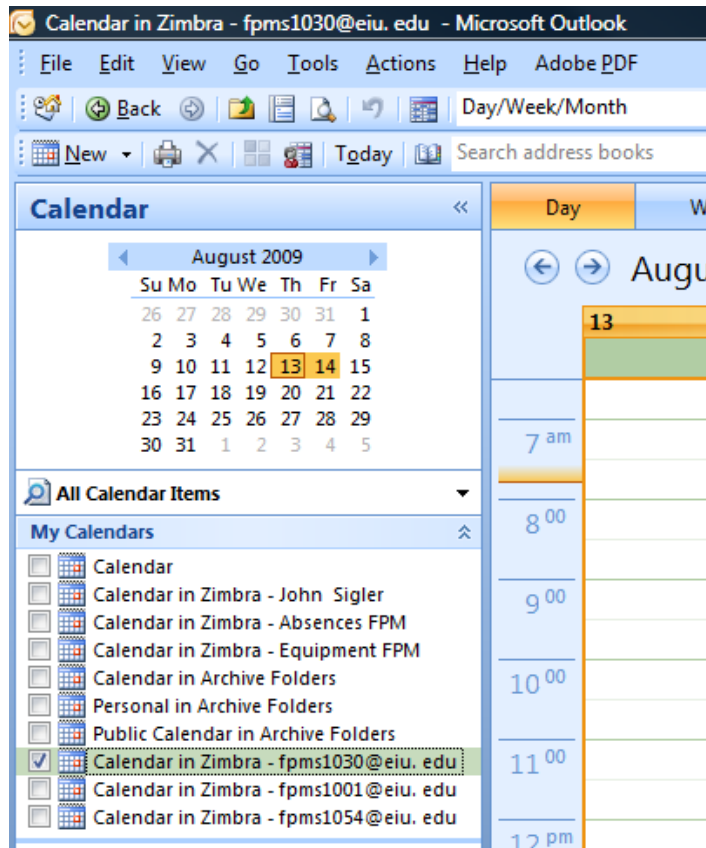 Calendar in Zimbra - fpms1030@eiu. edu - Microsoft Outlook
File Edit View Go Tools Actions Help Adobe PDF
Back Day/Week/Month
New Today Search address books
Calendar «
August 2009
Su Mo Tu We Th Fr Sa
26 27 28 29 30 31 1
2 3 4 5 6 7 8
9 10 11 12 13 14 15
16 17 18 19 20 21 22
23 24 25 26 27 28 29
30 31 1 2 3 4 5
All Calendar Items
My Calendars
Calendar
Calendar in Zimbra - John Sigler
Calendar in Zimbra - Absences FPM
Calendar in Zimbra - Equipment FPM
Calendar in Archive Folders
Personal in Archive Folders
Public Calendar in Archive Folders
Calendar in Zimbra - fpms1030@eiu. edu
Calendar in Zimbra - fpms1001@eiu. edu
Calendar in Zimbra - fpms1054@eiu. edu
Day W
Augu
13
7 am
8 00
9 00
10 00
11 00
12 pm